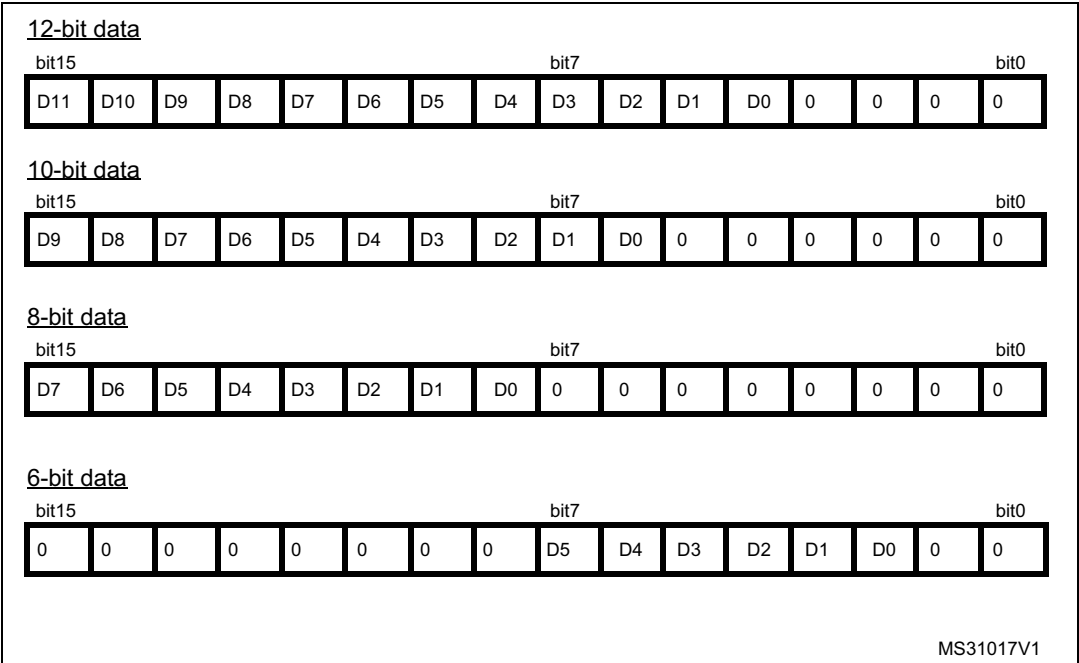 12-bit data
bit15 bit7 bit0
D11 D10 D9 D8 D7 D6 D5 D4 D3 D2 D1 D0 0 0 0 0
10-bit data
bit15 bit7 bit0
D9 D8 D7 D6 D5 D4 D3 D2 D1 D0 0 0 0 0 0 0
8-bit data
bit15 bit7 bit0
D7 D6 D5 D4 D3 D2 D1 D0 0 0 0 0 0 0 0 0
6-bit data
bit15 bit7 bit0
0 0 0 0 0 0 0 0 D5 D4 D3 D2 D1 D0 0 0
MS31017V1